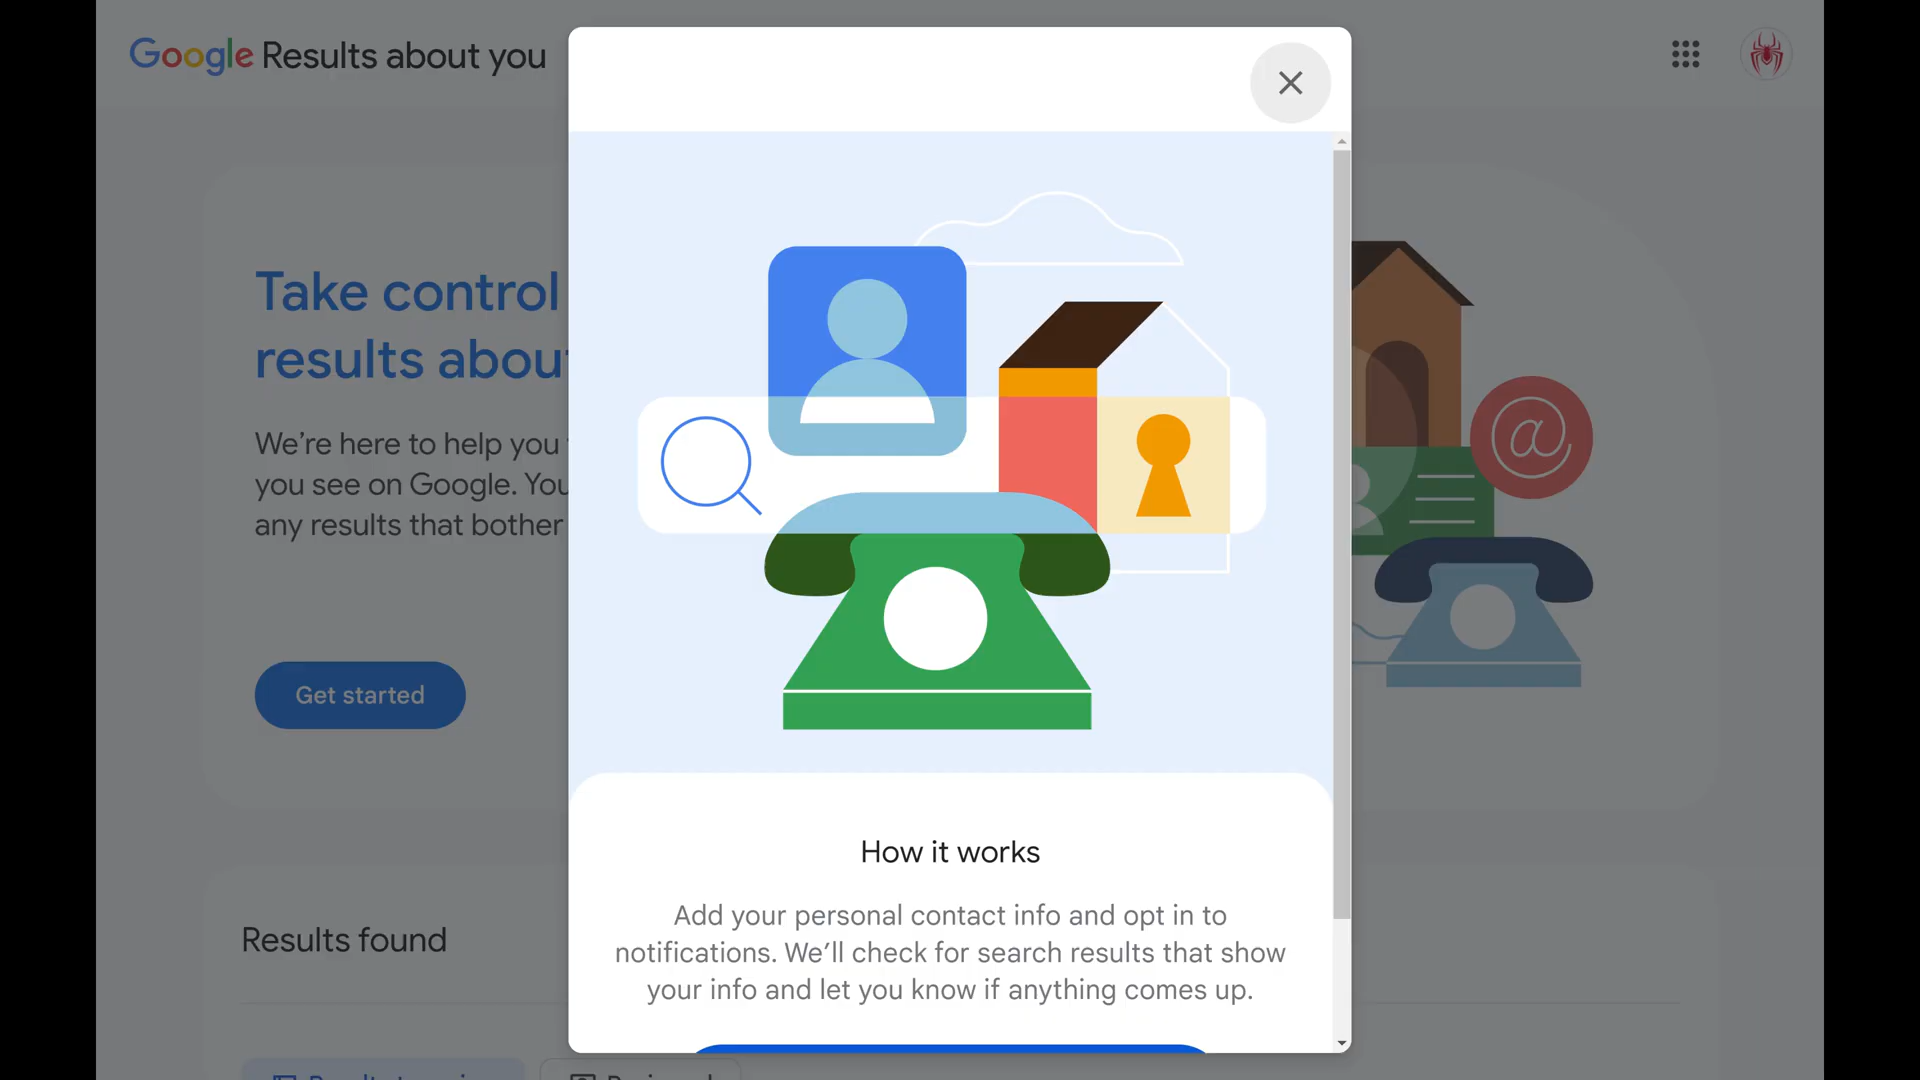 Google Results about you
Take control
results abou
We're here to help you
you see on Google. You
any results that bother
Get started
@
How it works
Add your personal contact info and opt in to
notifications. We'll check for search results that show
your info and let you know if anything comes up.
Results found